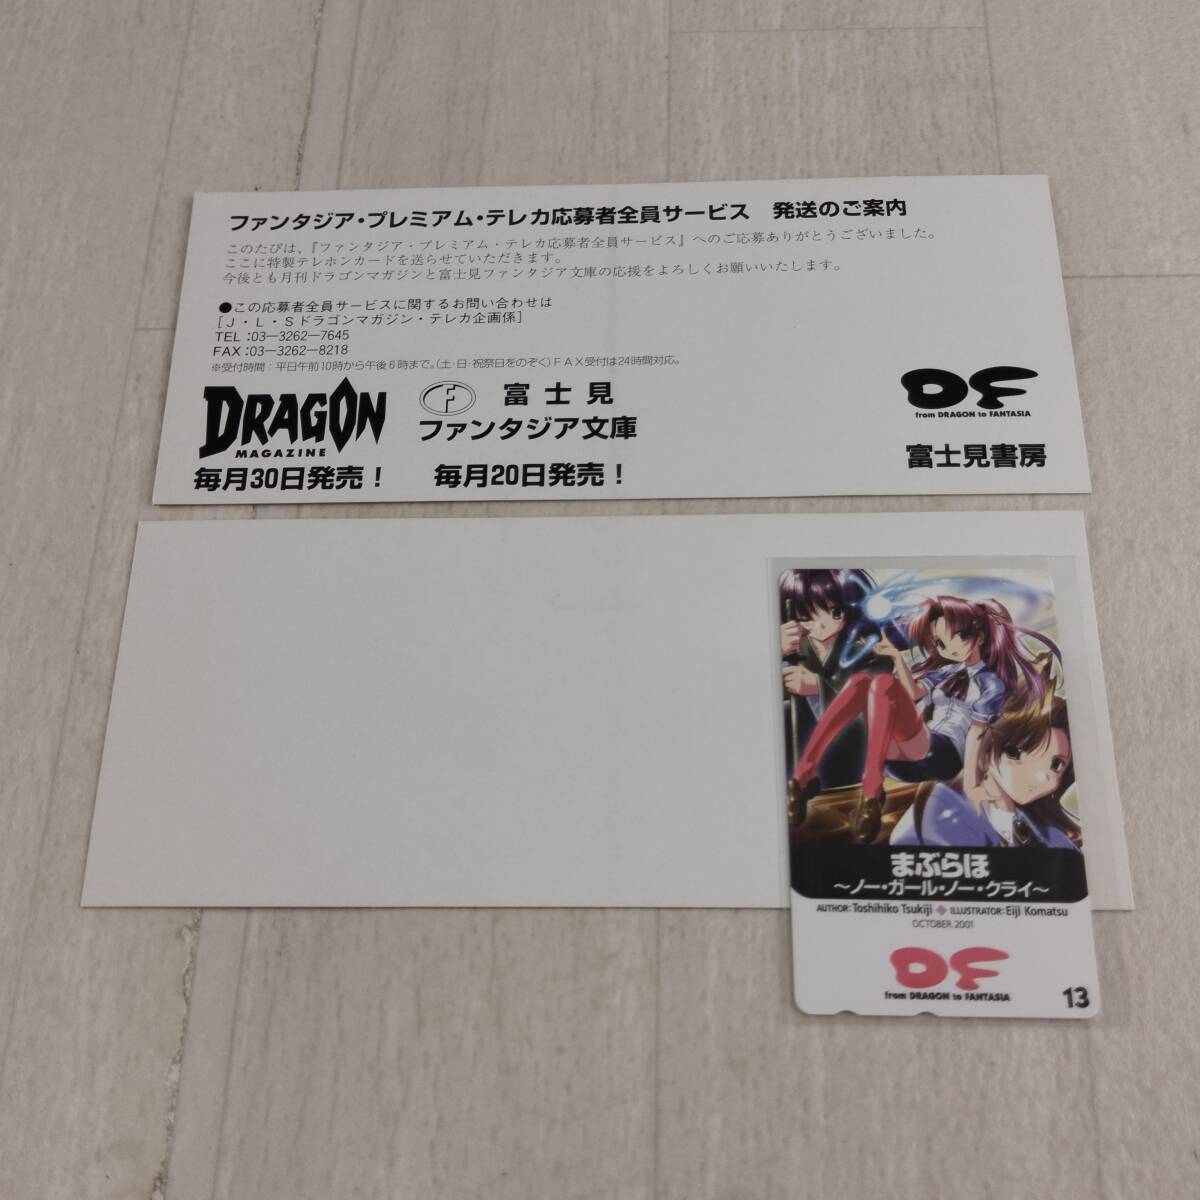 ファンタジア・プレミアム・テレカ応募者全員サービス　発送のご案内
このたびは、『ファンタジア・プレミアム・テレカ応募者全員サービス』へのご応募ありがとうございました。
ここに特製テレホンカードを送らせていただきます。
今後とも月刊ドラゴンマガジンと富士見ファンタジア文庫の応援をよろしくお願いいたします。
●この応募者全員サービスに関するお問い合わせは
[J・L・Sドラゴンマガジン・テレカ企画係]
TEL：03―3262―7645
FAX：03―3262―8218
※受付時間：平日午前10時から午後6時まで。(土・日・祝祭日をのぞく)FAX受付は24時間対応。
DRAGON
MAGAZINE
毎月30日発売！
F 富士見
ファンタジア文庫
毎月20日発売！
DF
from DRAGON to FANTASIA
富士見書房
まぶらほ
～ノー・ガール・ノー・クライ～
AUTHOR:Toshihiko Tsukiji ILLUSTRATOR:Eiji Komatsu
OCTOBER.2001
DF
from DRAGON to FANTASIA
13